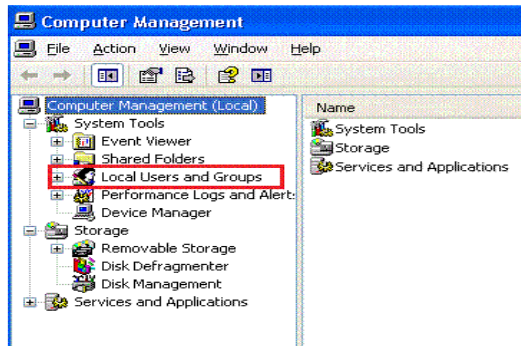 Computer Management
File Action View Window Help
Computer Management (Local)
System Tools
Event Viewer
Shared Folders
Local Users and Groups
Performance Logs and Alert
Device Manager
Storage
Removable Storage
Disk Defragmenter
Disk Management
Services and Applications
Name
System Tools
Storage
Services and Applications